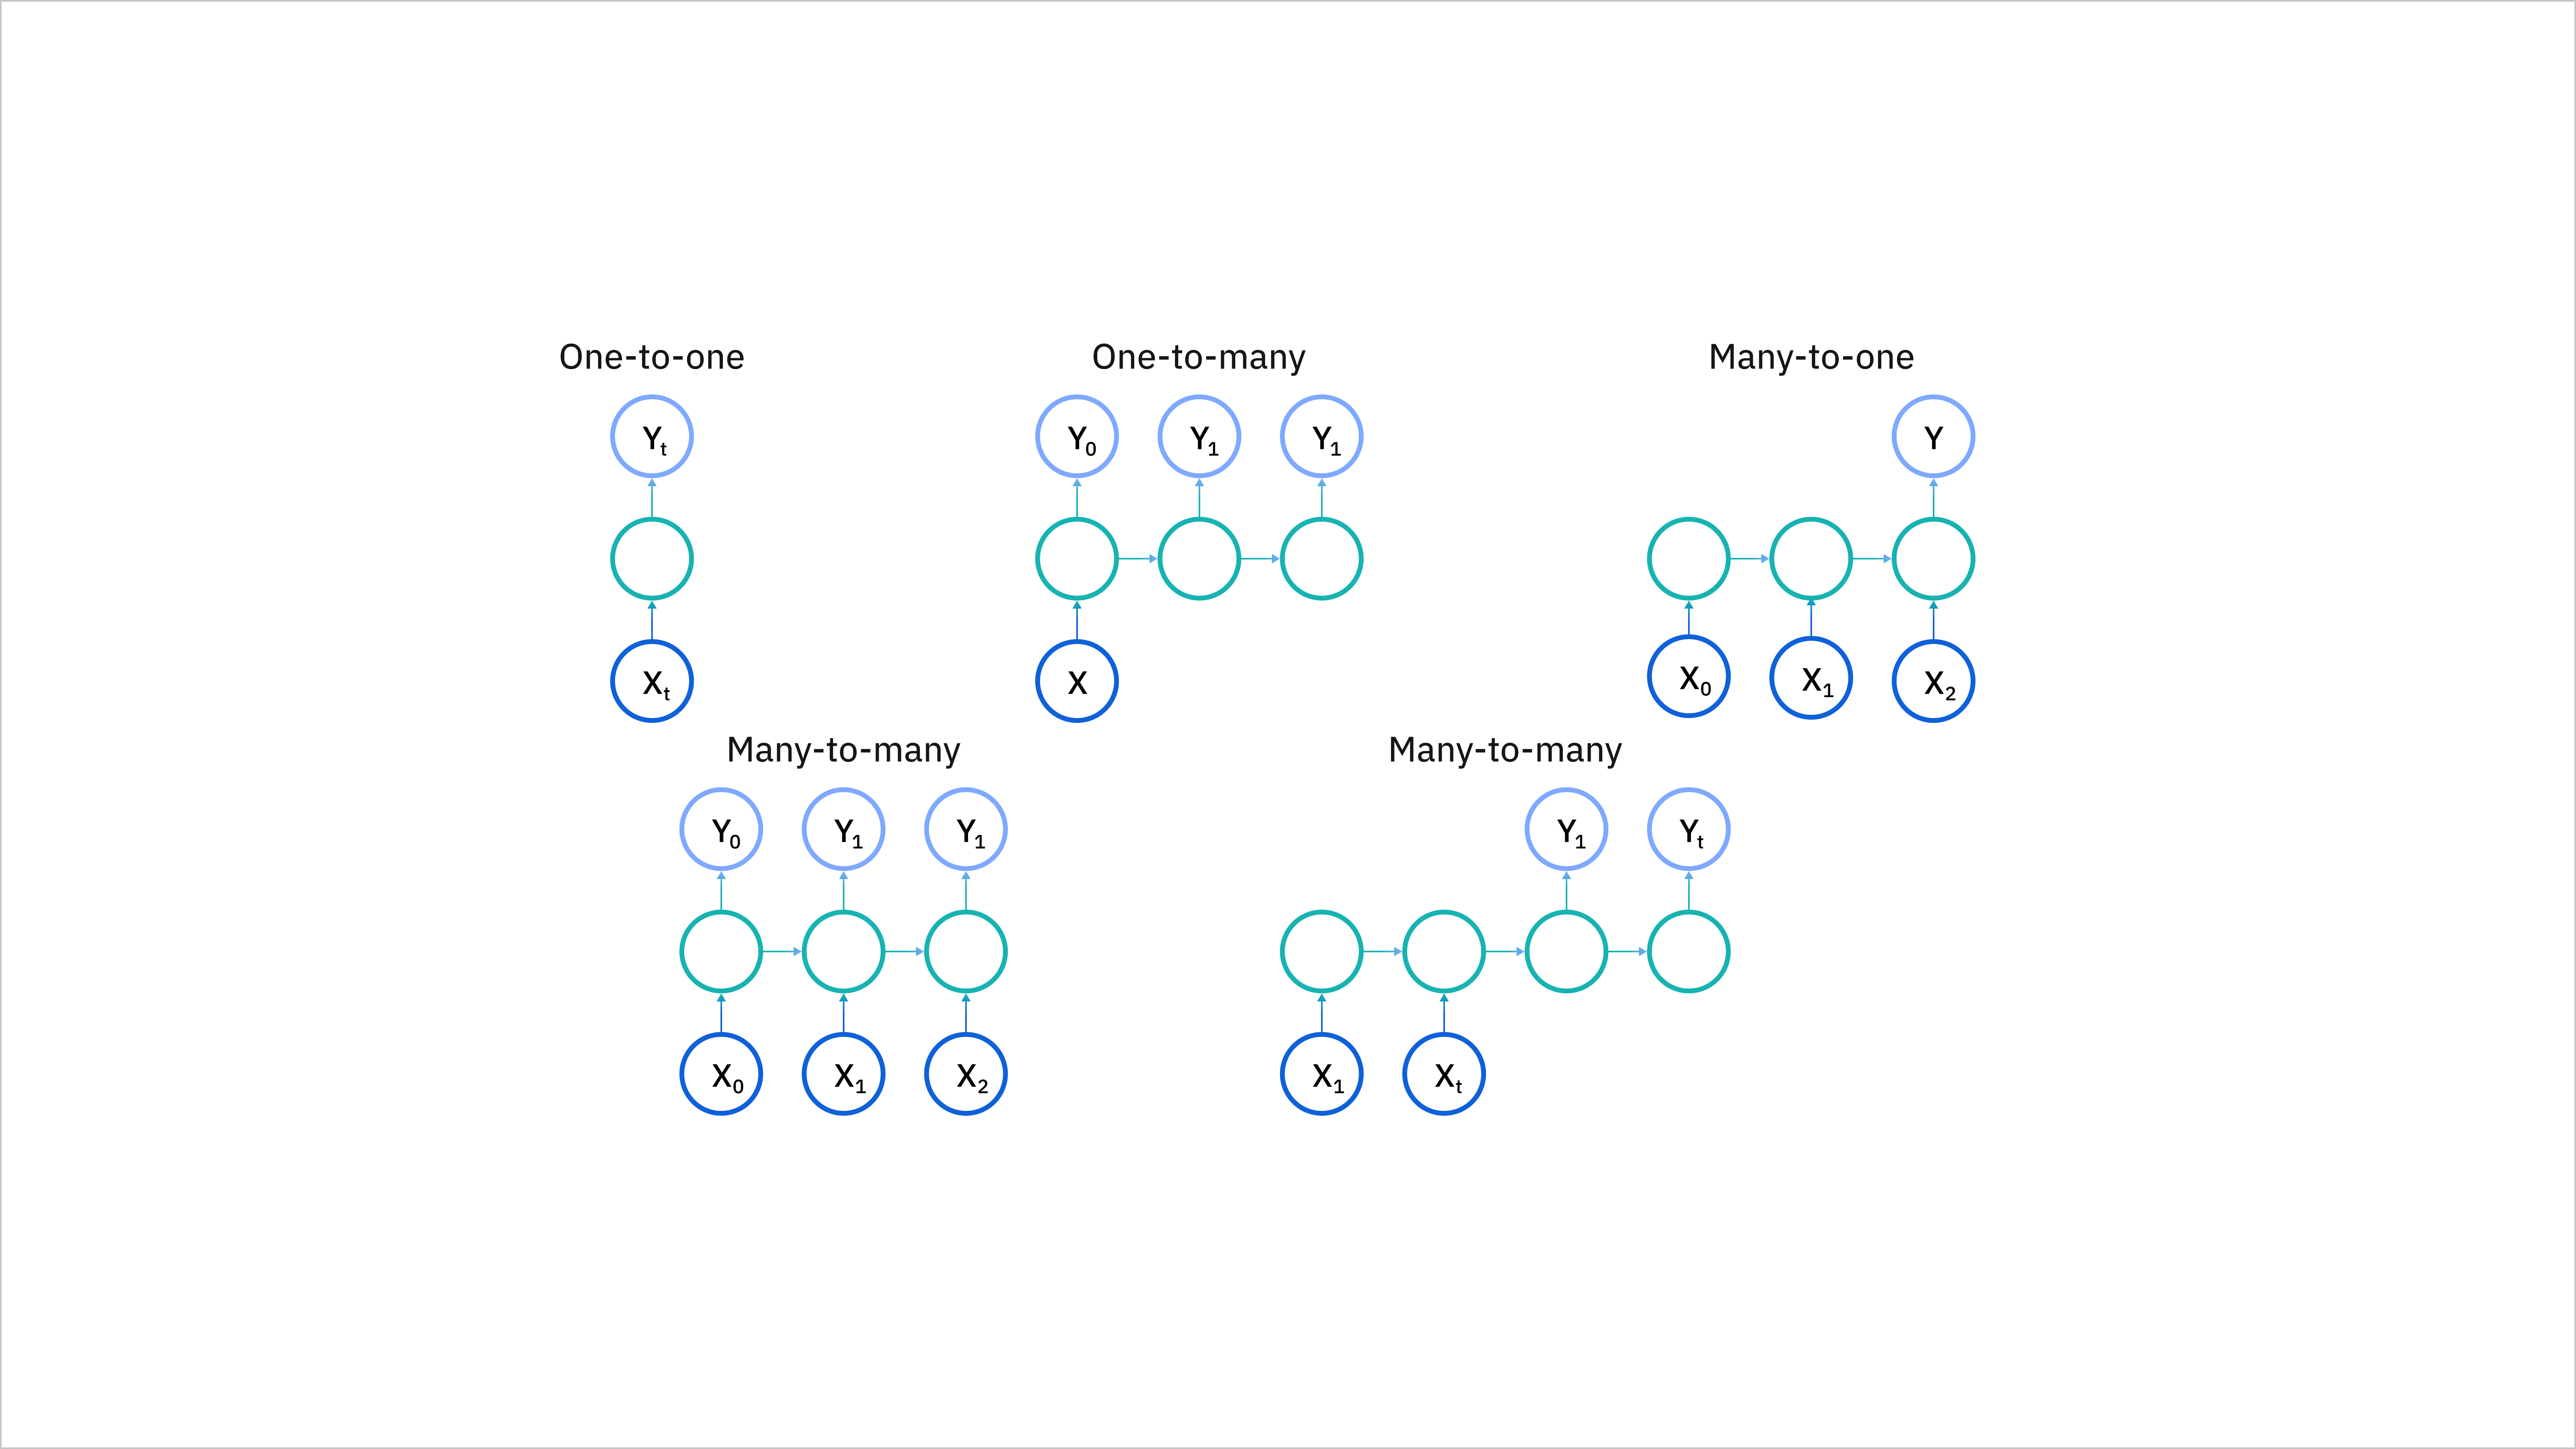 One-to-one
Yₜ
Xₜ
One-to-many
Y₀ Y₁ Y₁
X
Many-to-one
Y
X₀ X₁ X₂
Many-to-many
Y₀ Y₁ Y₁
X₀ X₁ X₂
Many-to-many
Y₁ Yₜ
X₁ Xₜ